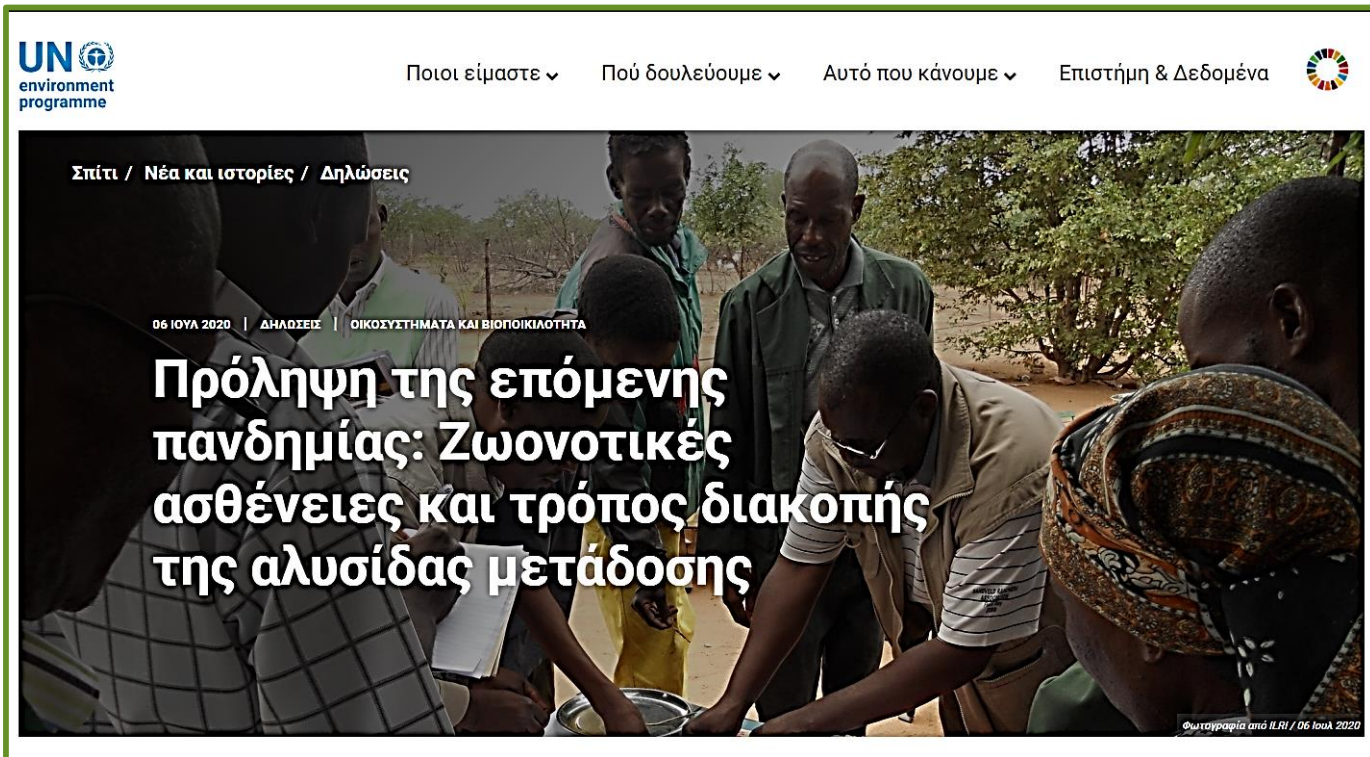 UN
environment
programme
Ποιοι είμαστε Πού δουλεύουμε Αυτό που κάνουμε Επιστήμη & Δεδομένα
Σπίτι / Νέα και ιστορίες / Δηλώσεις
06 ΙΟΥΛ 2020 | ΔΗΛΩΣΕΙΣ | ΟΙΚΟΣΥΣΤΗΜΑΤΑ ΚΑΙ ΒΙΟΠΟΙΚΙΛΟΤΗΤΑ
Πρόληψη της επόμενης
πανδημίας: Ζωονοτικές
ασθένειες και τρόπος διακοπής
της αλυσίδας μετάδοσης
Φωτογραφία από ILRI / 06 Ιουλ 2020